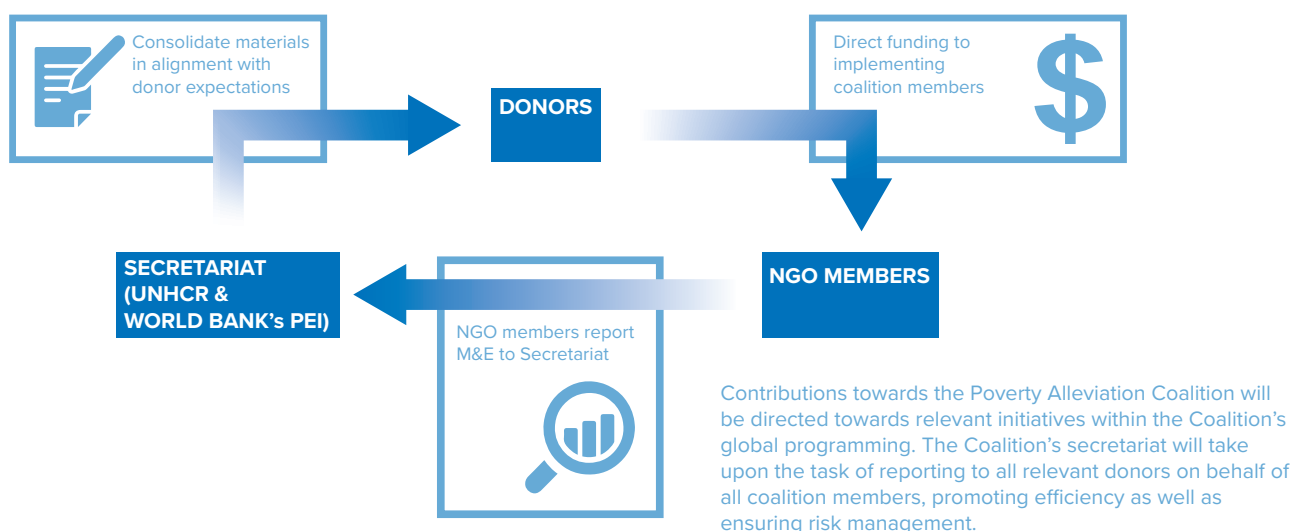 Consolidate materials
in alignment with
donor expectations
DONORS
Direct funding to
implementing
coalition members
$
SECRETARIAT
(UNHCR &
WORLD BANK's PEI)
NGO MEMBERS
NGO members report
M&E to Secretariat
Contributions towards the Poverty Alleviation Coalition will
be directed towards relevant initiatives within the Coalition's
global programming. The Coalition's secretariat will take
upon the task of reporting to all relevant donors on behalf of
all coalition members, promoting efficiency as well as
ensuring risk management.